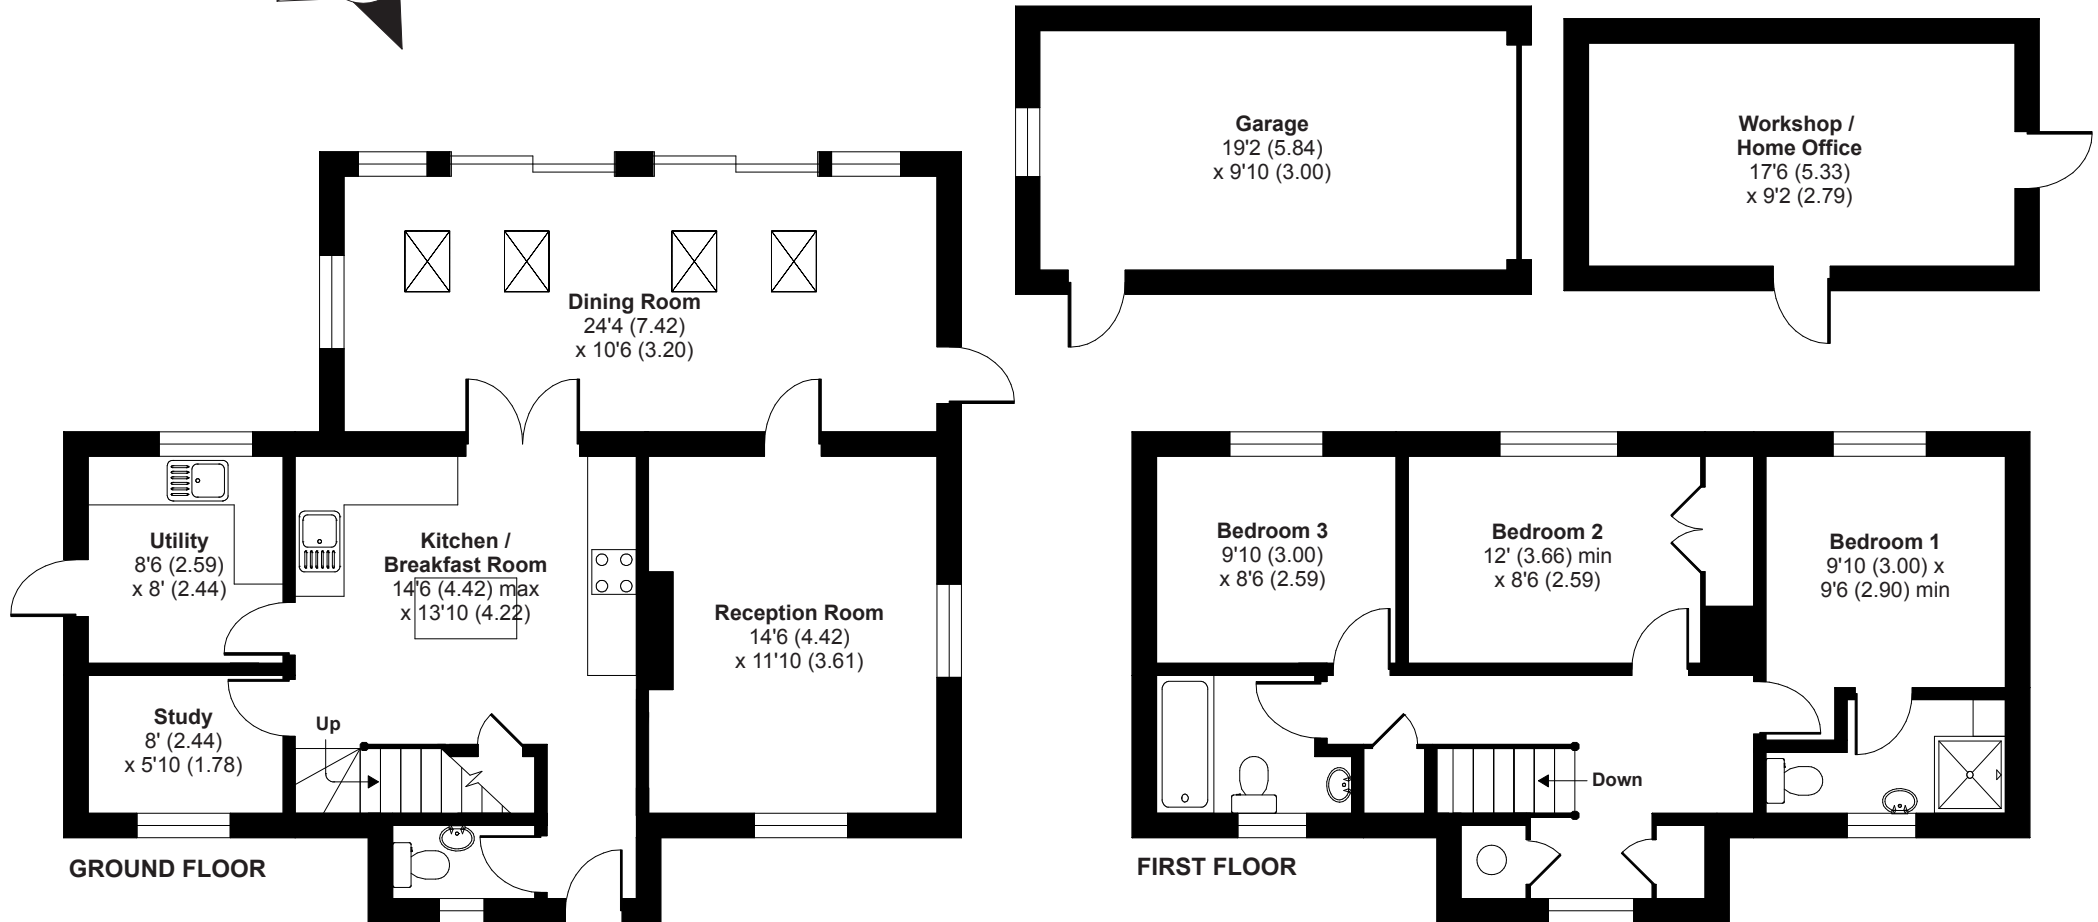 Garage
19'2 (5.84)
x 9'10 (3.00)
Workshop /
Home Office
17'6 (5.33)
x 9'2 (2.79)
Dining Room
24'4 (7.42)
x 10'6 (3.20)
Utility
8'6 (2.59)
x 8' (2.44)
Kitchen /
Breakfast Room
14'6 (4.42) max
x 13'10 (4.22)
Reception Room
14'6 (4.42)
x 11'10 (3.61)
Study
8' (2.44)
x 5'10 (1.78)
Up
GROUND FLOOR
Bedroom 3
9'10 (3.00)
x 8'6 (2.59)
Bedroom 2
12' (3.66) min
x 8'6 (2.59)
Bedroom 1
9'10 (3.00) x
9'6 (2.90) min
Down
FIRST FLOOR